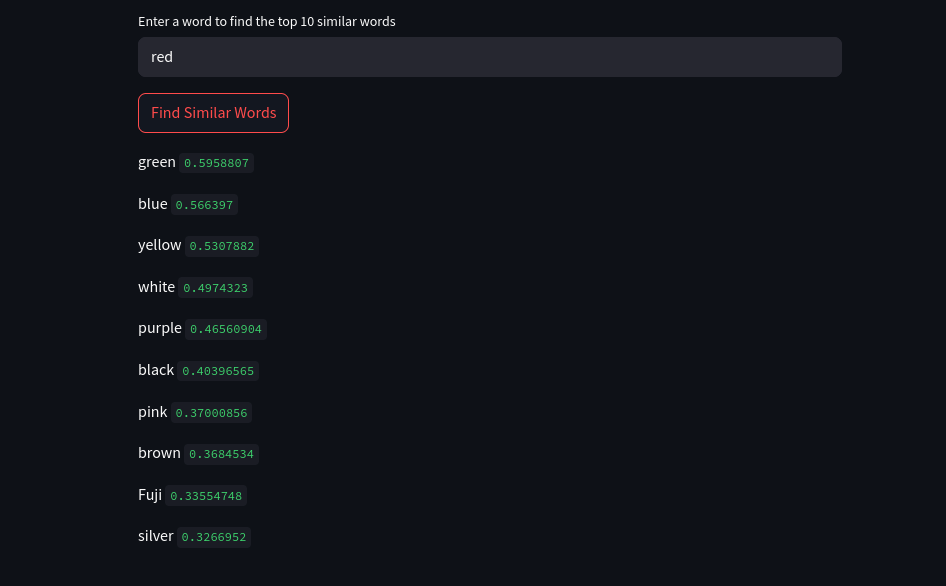 Enter a word to find the top 10 similar words
red
Find Similar Words
green 0.5958807
blue 0.566397
yellow 0.5307882
white 0.4974323
purple 0.46560904
black 0.40396565
pink 0.37000856
brown 0.3684534
Fuji 0.33554748
silver 0.3266952